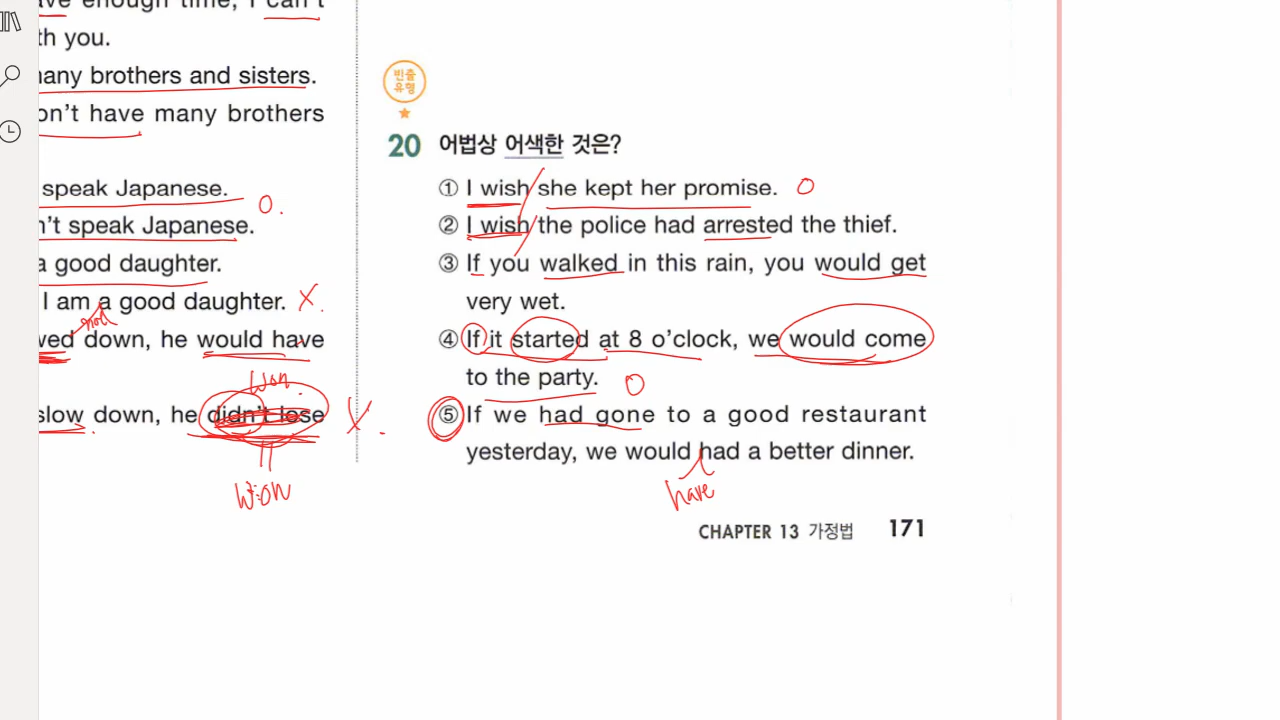 ave enough time, I can't
th you.
many brothers and sisters.
on't have many brothers
speak Japanese.
O.
n't speak Japanese.
a good daughter.
I am a good daughter. X.
not
wed down, he would have
won.
slow down, he didn't lose X.
won
빈출
유형
20 어법상 어색한 것은?
① I wish she kept her promise. O
② I wish the police had arrested the thief.
③ If you walked in this rain, you would get
very wet.
④ If it started at 8 o'clock, we would come
to the party. O
⑤ If we had gone to a good restaurant
yesterday, we would had a better dinner.
have
CHAPTER 13 가정법 171